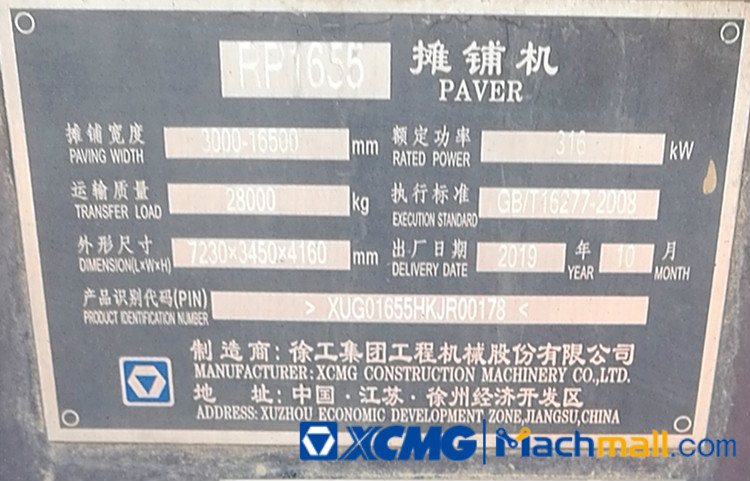 RP1655 摊铺机
PAVER
摊铺宽度 3000-16500 mm 额定功率 316 kW
PAVING WIDTH RATED POWER
运输质量 28000 kg 执行标准 GB/T16277-2008
TRANSFER LOAD EXECUTION STANDARD
外形尺寸 7230×3450×4160 mm 出厂日期 2019 年 10 月
DIMENSION(L×W×H) DELIVERY DATE YEAR MONTH
产品识别代码(PIN) > XUG01655HKJR00178 <
PRODUCT IDENTIFICATION NUMBER
制造商:徐工集团工程机械股份有限公司
MANUFACTURER:XCMG CONSTRUCTION MACHINERY CO.,LTD.
地 址:中国·江苏·徐州经济开发区
ADDRESS:XUZHOU ECONOMIC DEVELOPMENT ZONE,JIANGSU,CHINA
XCMG Machmall.com